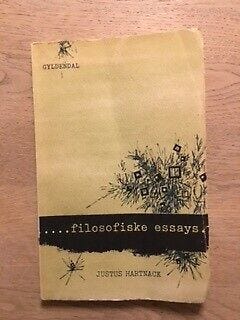 GYLDENDAL
....filosofiske essays.
JUSTUS HARTNACK